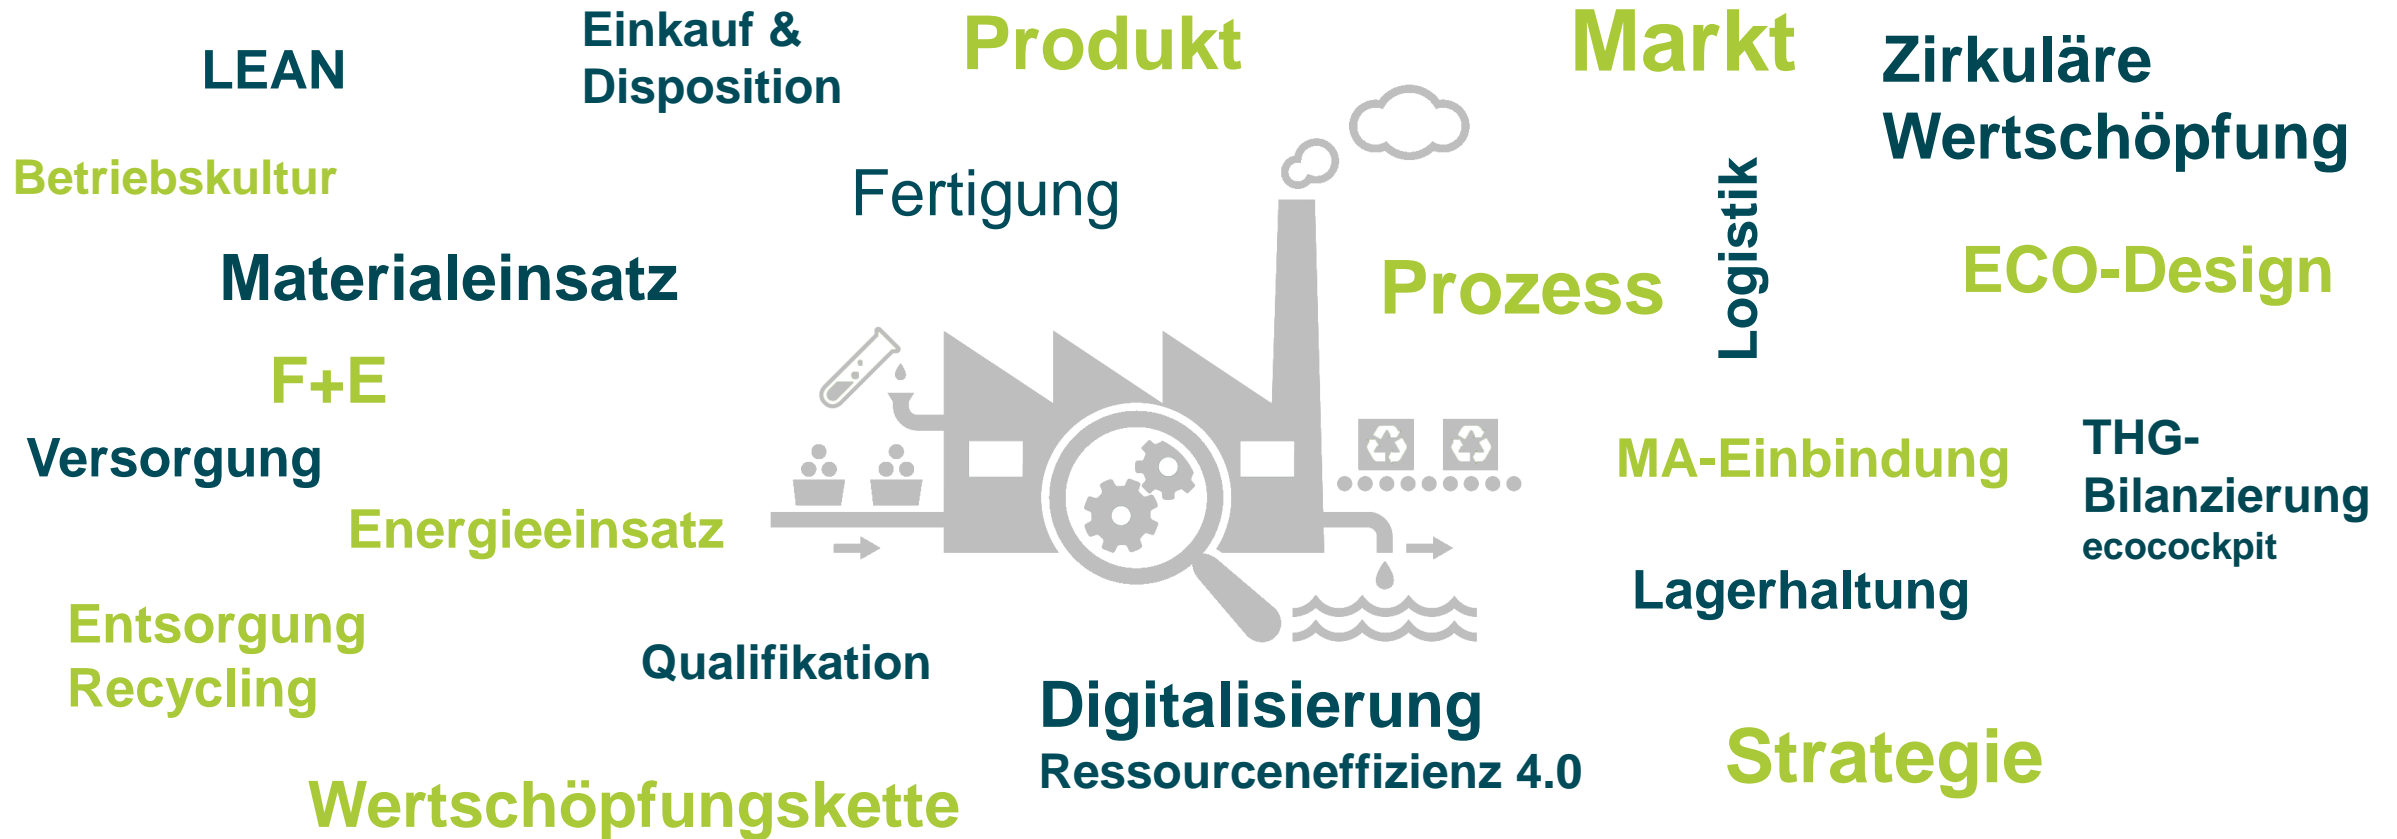 LEAN
Einkauf &
Disposition
Produkt
Markt
Zirkuläre
Wertschöpfung
Betriebskultur
Fertigung
Logistik
Materialeinsatz
Prozess
ECO-Design
F+E
Versorgung
MA-Einbindung
THG-
Bilanzierung
ecocockpit
Energieeinsatz
Lagerhaltung
Entsorgung
Recycling
Qualifikation
Digitalisierung
Ressourceneffizienz 4.0
Strategie
Wertschöpfungskette